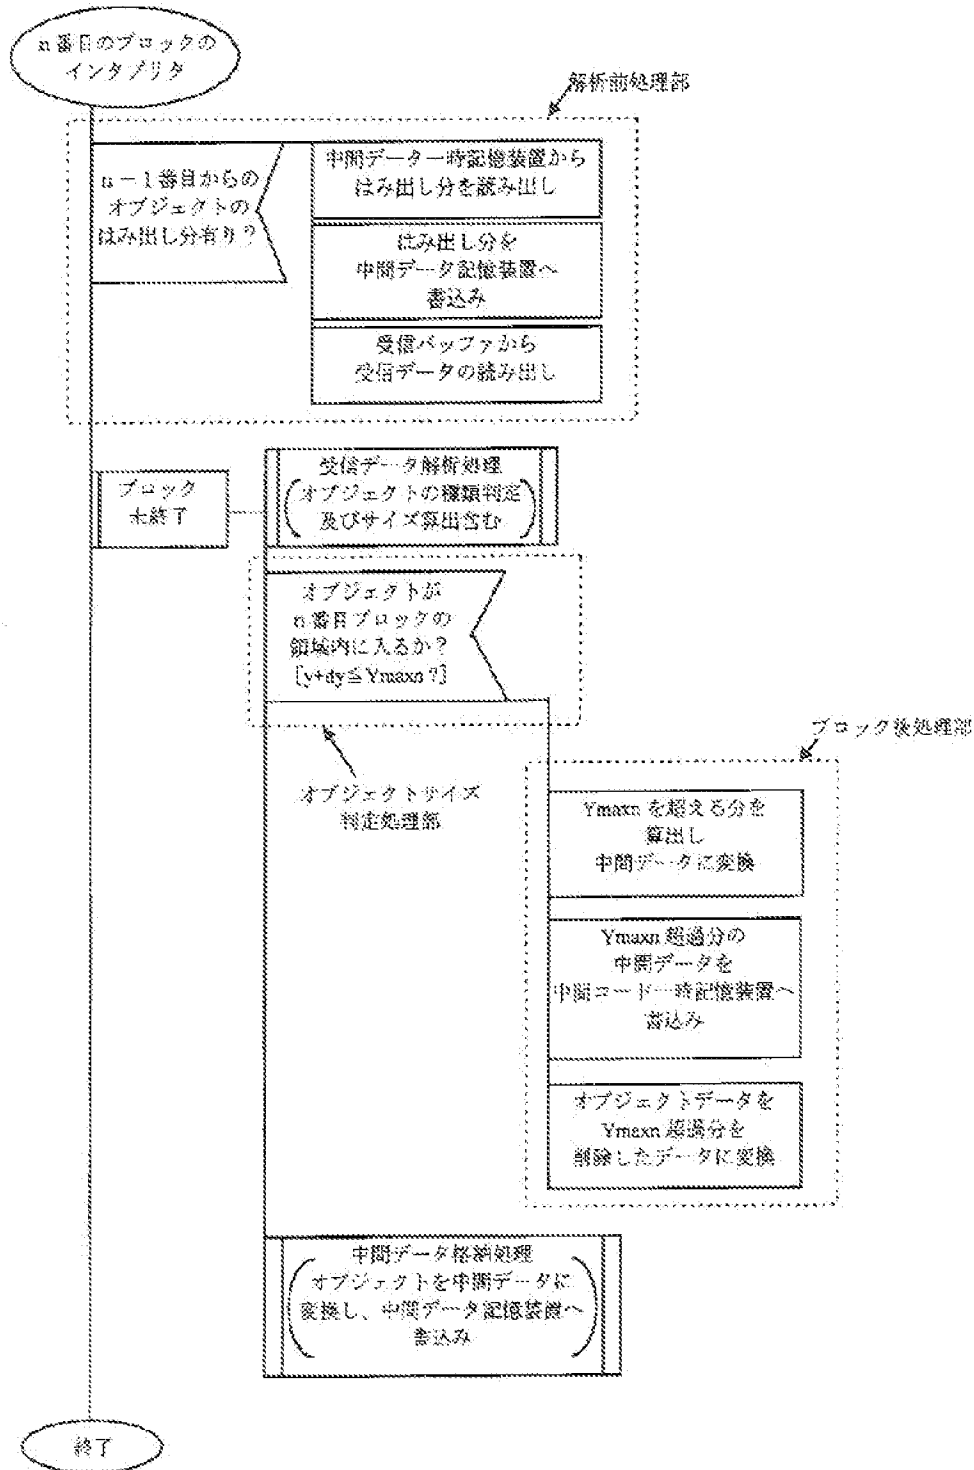 n番目のブロックの
インタプリタ
解析前処理部
n－1番目からの
オブジェクトの
はみ出し分有り？
中間データ一時記憶装置から
はみ出し分を読み出し
はみ出し分を
中間データ記憶装置へ
書込み
受信バッファから
受信データの読み出し
ブロック
未終了
受信データ解析処理
オブジェクトの種類判定
及びサイズ算出含む
オブジェクトが
n番目ブロックの
領域内に入るか？
[y+dy≦Ymaxn?]
オブジェクトサイズ
判定処理部
ブロック後処理部
Ymaxnを超える分を
算出し
中間データに変換
Ymaxn超過分の
中間データを
中間コード一時記憶装置へ
書込み
オブジェクトデータを
Ymaxn超過分を
削除したデータに変換
中間データ格納処理
オブジェクトを中間データに
変換し、中間データ記憶装置へ
書込み
終了